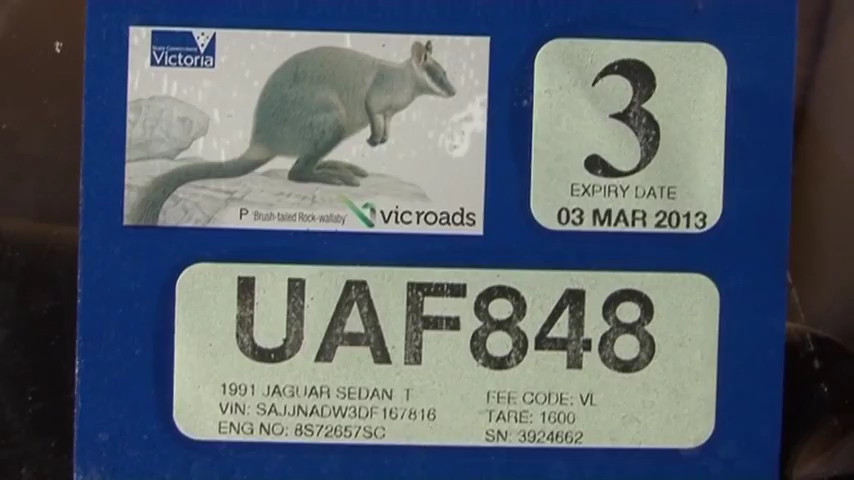 State Government
Victoria
P 'Brush-tailed Rock-wallaby'
vicroads
3
EXPIRY DATE
03 MAR 2013
UAF848
1991 JAGUAR SEDAN T
VIN: SAJJNADW3DF167816
ENG NO: 8S72657SC
FEE CODE: VL
TARE: 1600
SN: 3924662